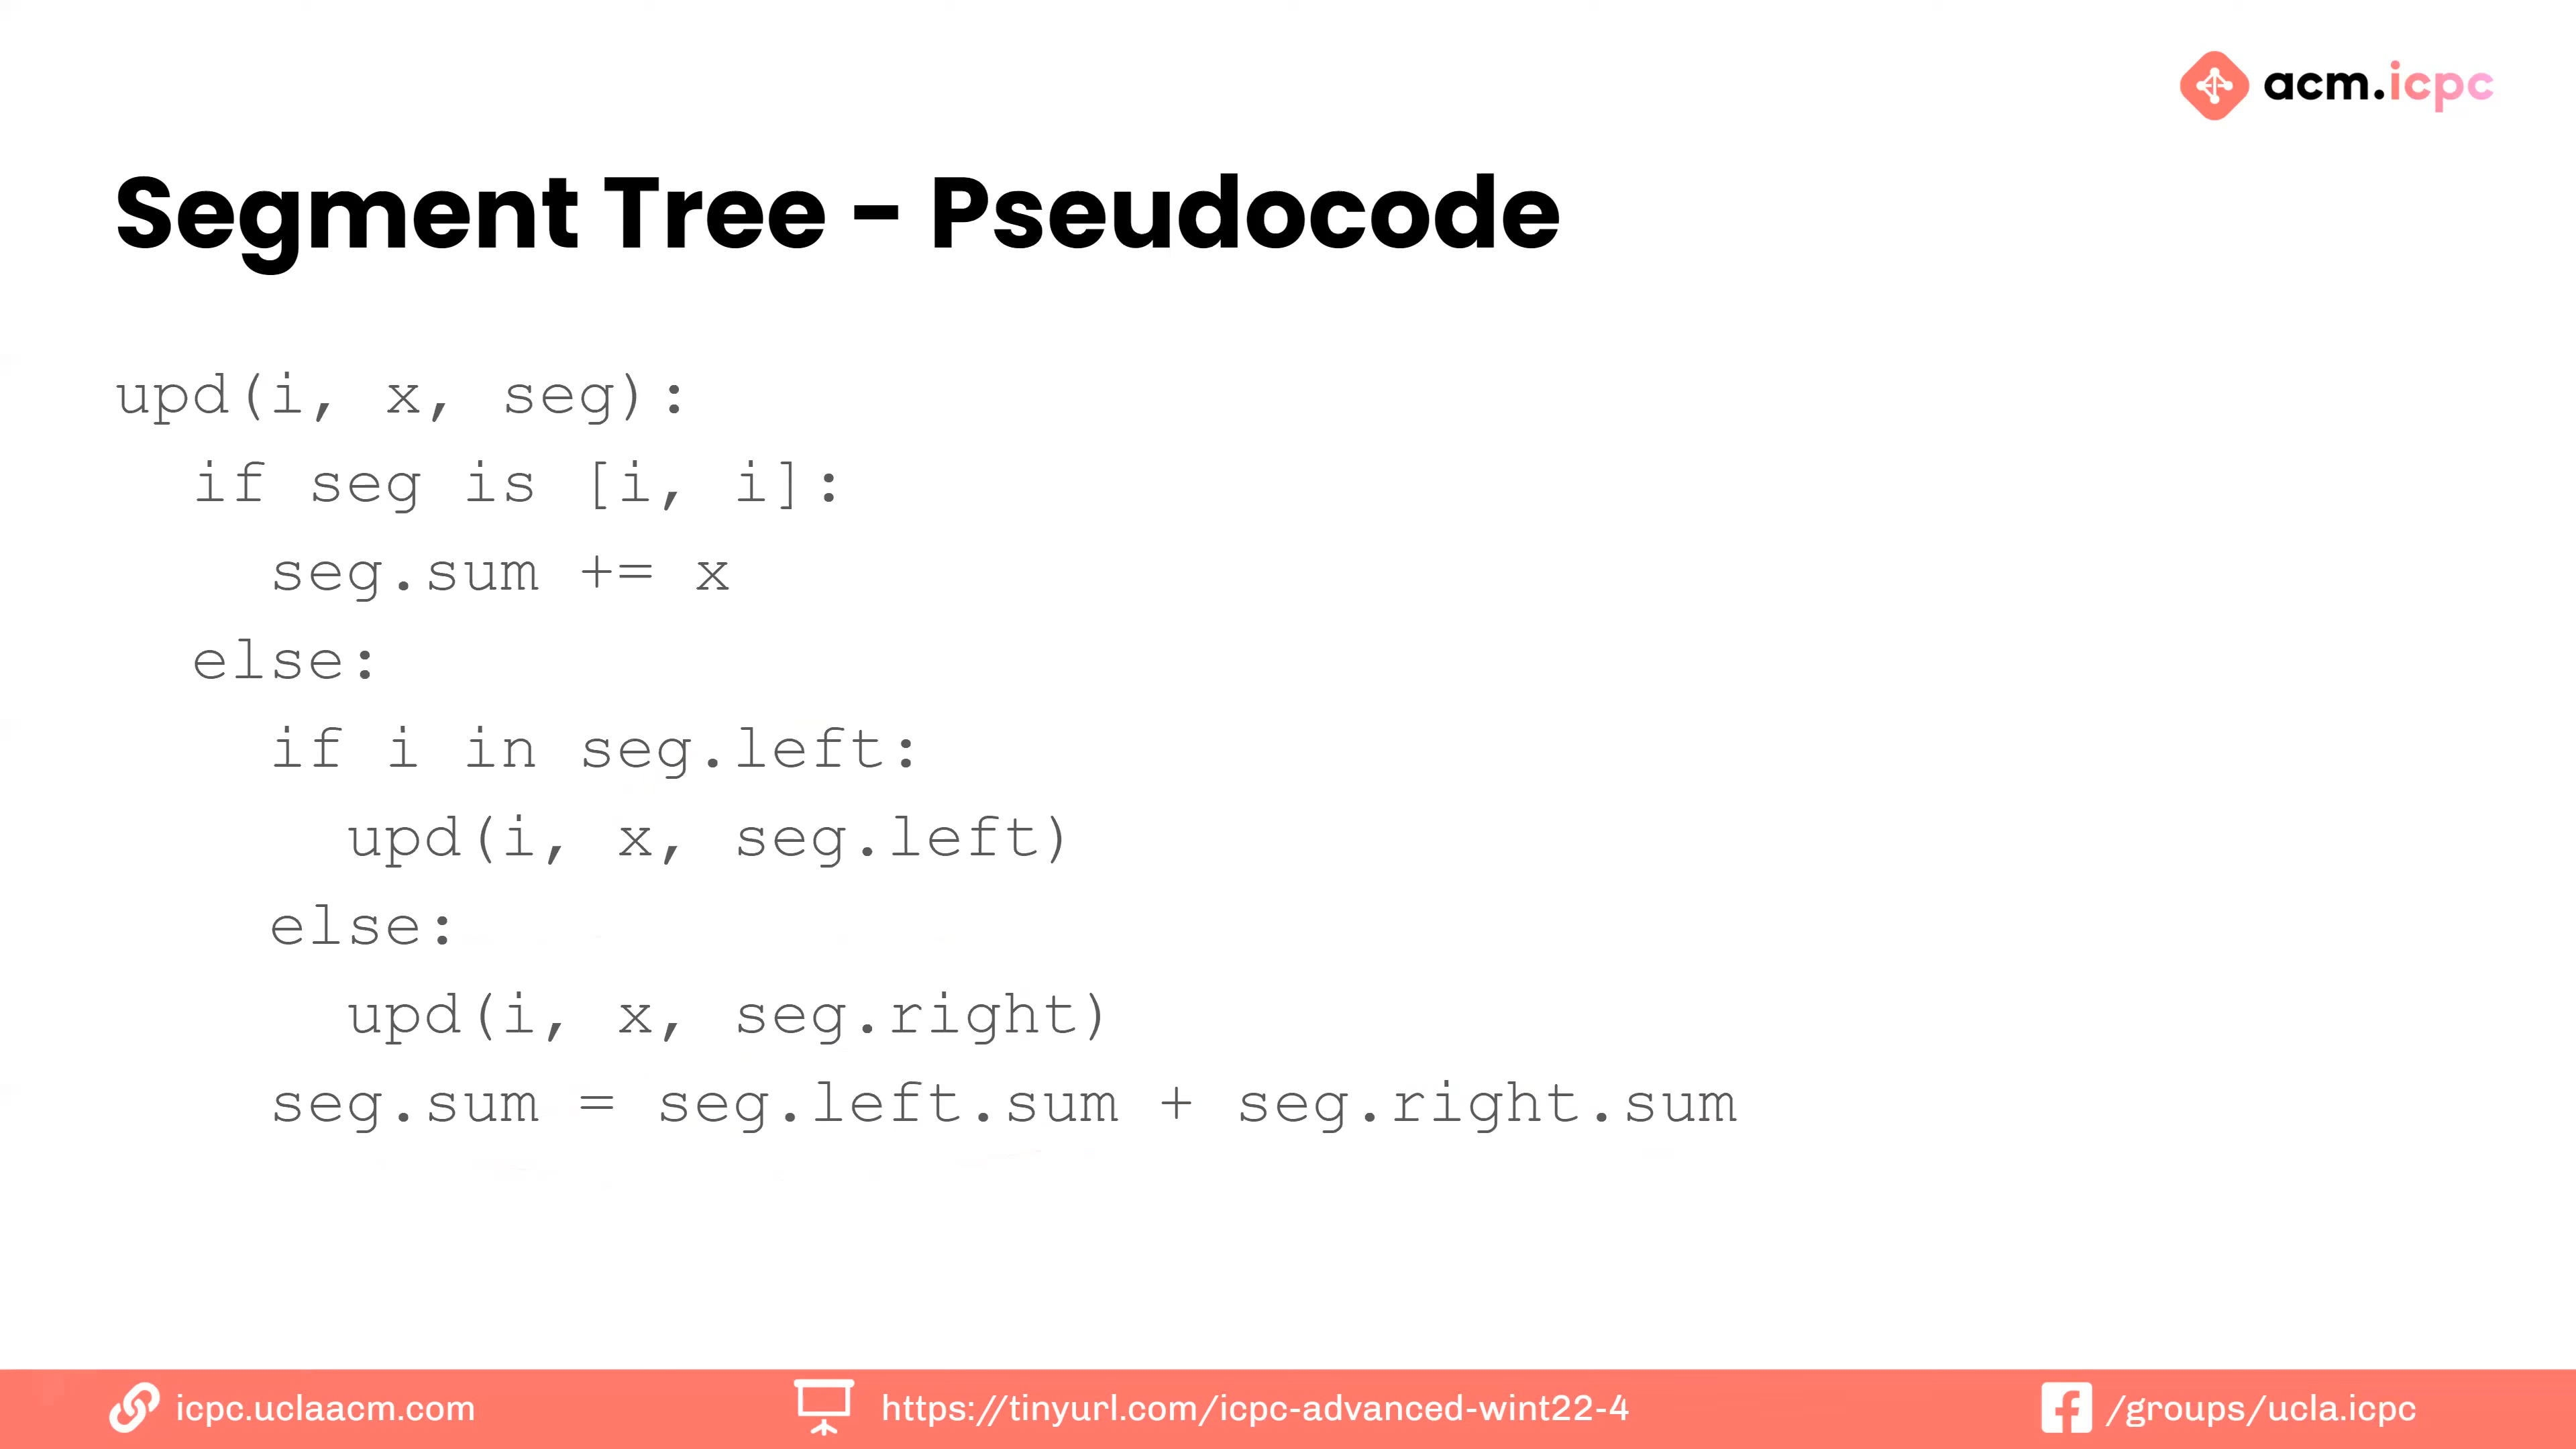 acm.icpc
Segment Tree - Pseudocode
upd(i, x, seg):
  if seg is [i, i]:
    seg.sum += x
  else:
    if i in seg.left:
      upd(i, x, seg.left)
    else:
      upd(i, x, seg.right)
    seg.sum = seg.left.sum + seg.right.sum
icpc.uclaacm.com
https://tinyurl.com/icpc-advanced-wint22-4
/groups/ucla.icpc